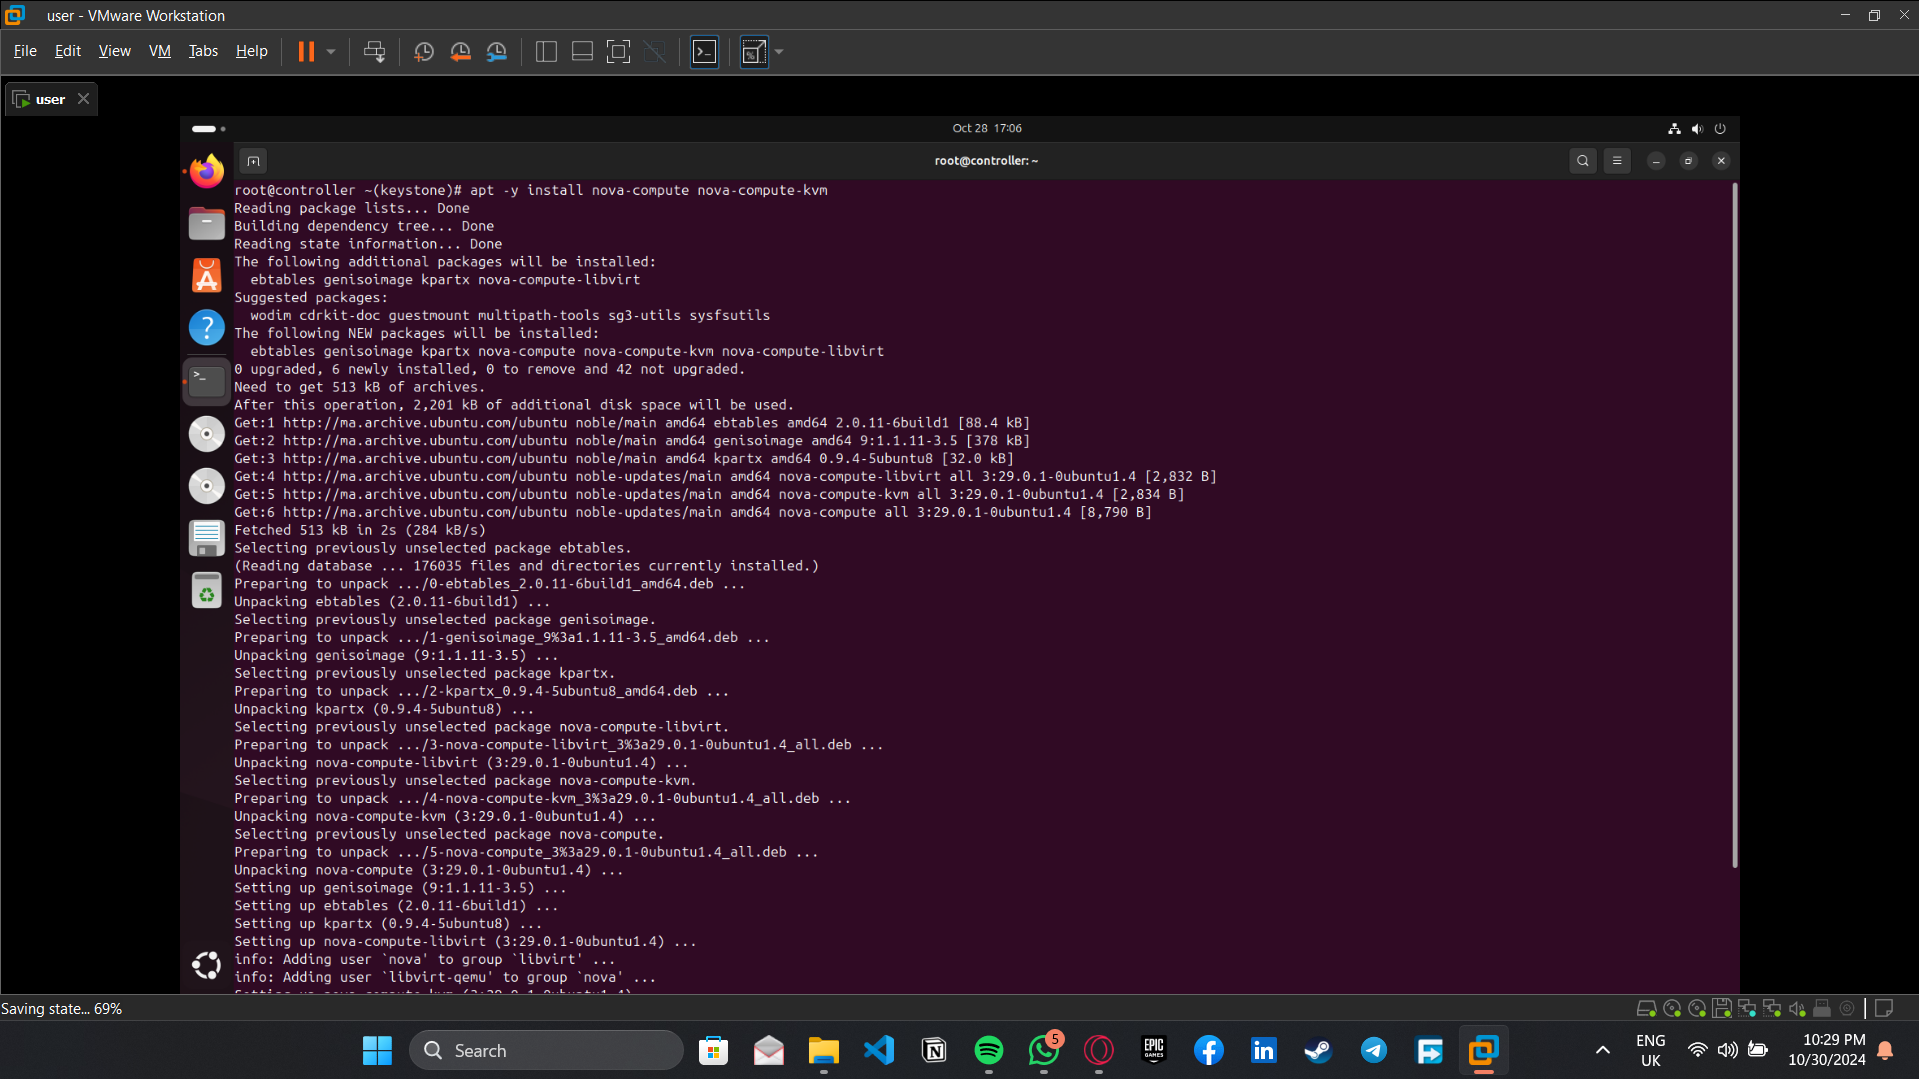 user - VMware Workstation
File Edit View VM Tabs Help
user
Oct 28 17:06
root@controller: ~
root@controller ~(keystone)# apt -y install nova-compute nova-compute-kvm
Reading package lists... Done
Building dependency tree... Done
Reading state information... Done
The following additional packages will be installed:
  ebtables genisoimage kpartx nova-compute-libvirt
Suggested packages:
  wodim cdrkit-doc guestmount multipath-tools sg3-utils sysfsutils
The following NEW packages will be installed:
  ebtables genisoimage kpartx nova-compute nova-compute-kvm nova-compute-libvirt
0 upgraded, 6 newly installed, 0 to remove and 42 not upgraded.
Need to get 513 kB of archives.
After this operation, 2,201 kB of additional disk space will be used.
Get:1 http://ma.archive.ubuntu.com/ubuntu noble/main amd64 ebtables amd64 2.0.11-6build1 [88.4 kB]
Get:2 http://ma.archive.ubuntu.com/ubuntu noble/main amd64 genisoimage amd64 9:1.1.11-3.5 [378 kB]
Get:3 http://ma.archive.ubuntu.com/ubuntu noble/main amd64 kpartx amd64 0.9.4-5ubuntu8 [32.0 kB]
Get:4 http://ma.archive.ubuntu.com/ubuntu noble-updates/main amd64 nova-compute-libvirt all 3:29.0.1-0ubuntu1.4 [2,832 B]
Get:5 http://ma.archive.ubuntu.com/ubuntu noble-updates/main amd64 nova-compute-kvm all 3:29.0.1-0ubuntu1.4 [2,834 B]
Get:6 http://ma.archive.ubuntu.com/ubuntu noble-updates/main amd64 nova-compute all 3:29.0.1-0ubuntu1.4 [8,790 B]
Fetched 513 kB in 2s (284 kB/s)
Selecting previously unselected package ebtables.
(Reading database ... 176035 files and directories currently installed.)
Preparing to unpack .../0-ebtables_2.0.11-6build1_amd64.deb ...
Unpacking ebtables (2.0.11-6build1) ...
Selecting previously unselected package genisoimage.
Preparing to unpack .../1-genisoimage_9%3a1.1.11-3.5_amd64.deb ...
Unpacking genisoimage (9:1.1.11-3.5) ...
Selecting previously unselected package kpartx.
Preparing to unpack .../2-kpartx_0.9.4-5ubuntu8_amd64.deb ...
Unpacking kpartx (0.9.4-5ubuntu8) ...
Selecting previously unselected package nova-compute-libvirt.
Preparing to unpack .../3-nova-compute-libvirt_3%3a29.0.1-0ubuntu1.4_all.deb ...
Unpacking nova-compute-libvirt (3:29.0.1-0ubuntu1.4) ...
Selecting previously unselected package nova-compute-kvm.
Preparing to unpack .../4-nova-compute-kvm_3%3a29.0.1-0ubuntu1.4_all.deb ...
Unpacking nova-compute-kvm (3:29.0.1-0ubuntu1.4) ...
Selecting previously unselected package nova-compute.
Preparing to unpack .../5-nova-compute_3%3a29.0.1-0ubuntu1.4_all.deb ...
Unpacking nova-compute (3:29.0.1-0ubuntu1.4) ...
Setting up genisoimage (9:1.1.11-3.5) ...
Setting up ebtables (2.0.11-6build1) ...
Setting up kpartx (0.9.4-5ubuntu8) ...
Setting up nova-compute-libvirt (3:29.0.1-0ubuntu1.4) ...
info: Adding user `nova' to group `libvirt' ...
info: Adding user `libvirt-qemu' to group `nova' ...
Saving state... 69%
Search
5
EPIC GAMES
ENG
UK
10:29 PM
10/30/2024